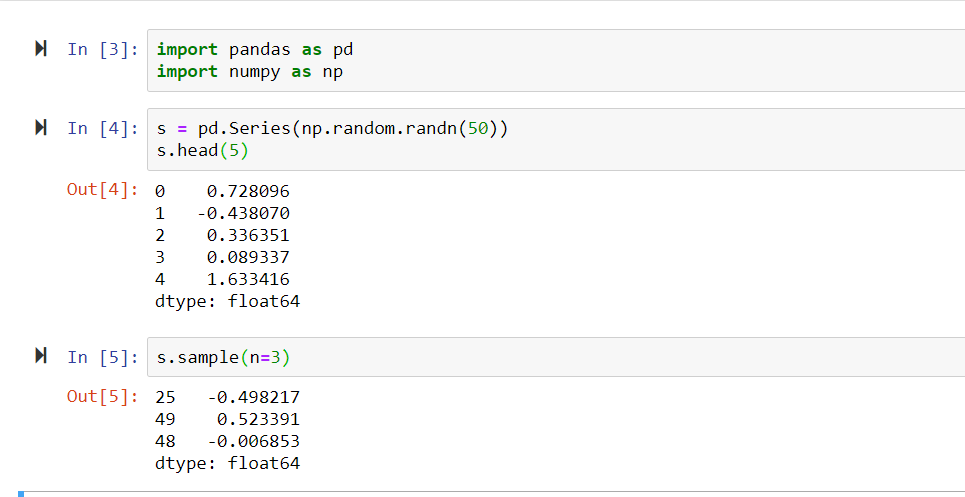 In [3]: import pandas as pd
import numpy as np
In [4]: s = pd.Series(np.random.randn(50))
s.head(5)
Out[4]: 0    0.728096
1   -0.438070
2    0.336351
3    0.089337
4    1.633416
dtype: float64
In [5]: s.sample(n=3)
Out[5]: 25   -0.498217
49    0.523391
48   -0.006853
dtype: float64